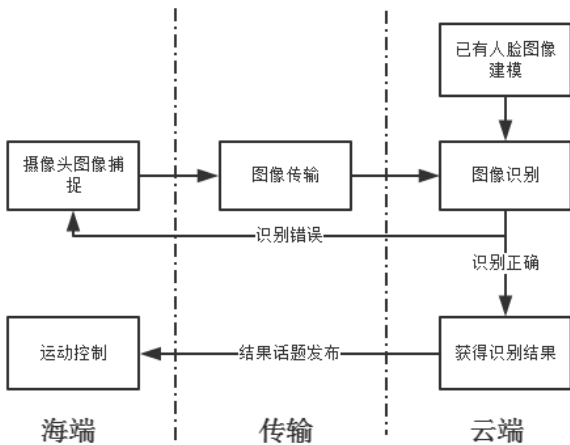 已有人脸图像
建模
摄像头图像捕
捉
图像传输
图像识别
识别错误
识别正确
运动控制
结果话题发布
获得识别结果
海端
传输
云端